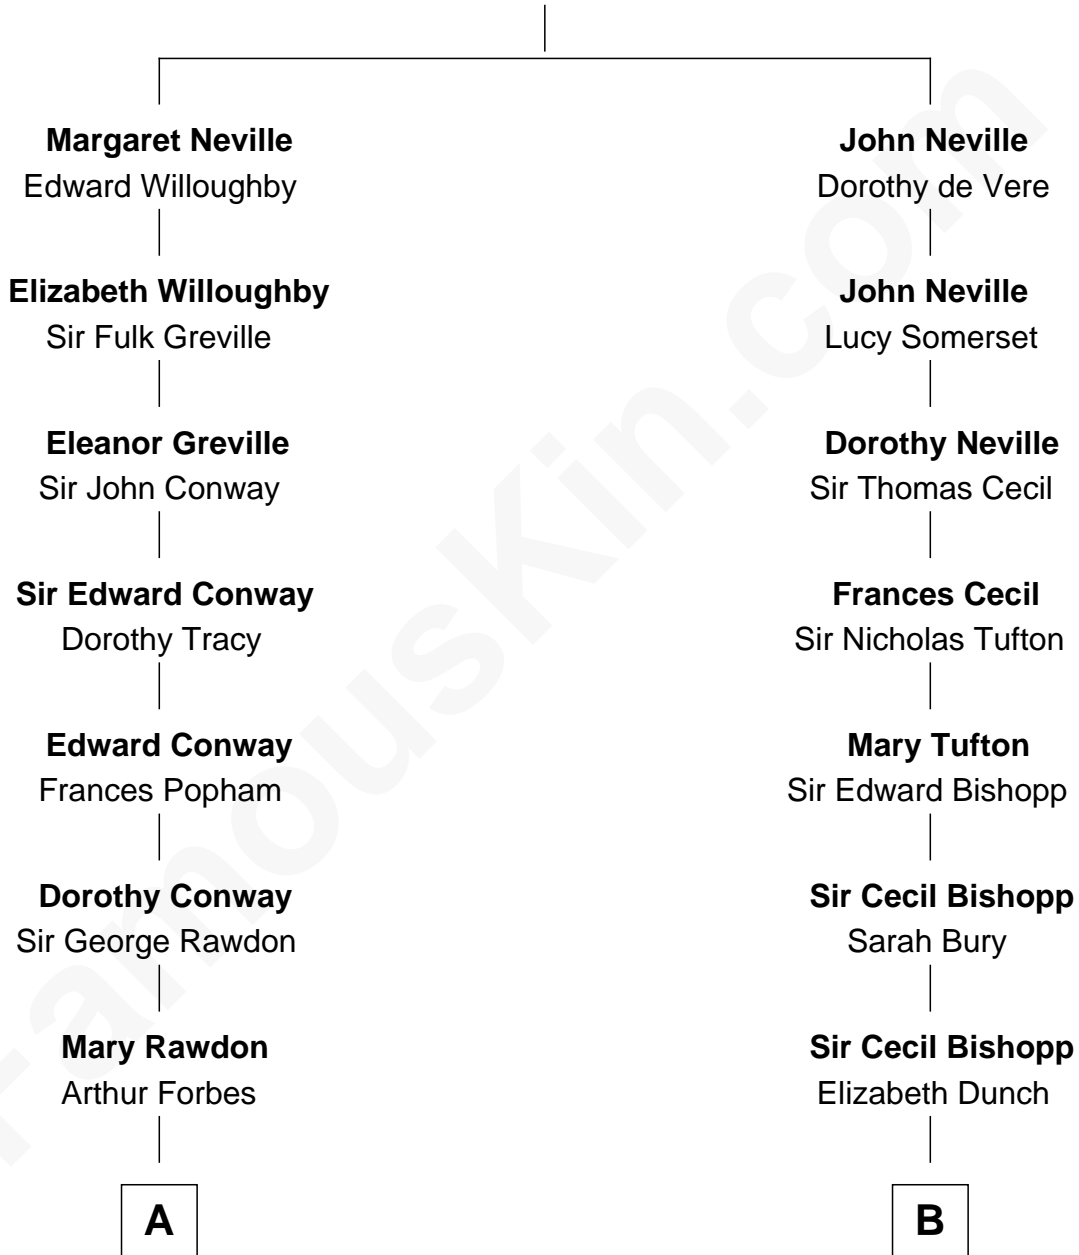 Margaret Neville
Edward Willoughby
Elizabeth Willoughby
Sir Fulk Greville
Eleanor Greville
Sir John Conway
Sir Edward Conway
Dorothy Tracy
Edward Conway
Frances Popham
Dorothy Conway
Sir George Rawdon
Mary Rawdon
Arthur Forbes
A
John Neville
Dorothy de Vere
John Neville
Lucy Somerset
Dorothy Neville
Sir Thomas Cecil
Frances Cecil
Sir Nicholas Tufton
Mary Tufton
Sir Edward Bishopp
Sir Cecil Bishopp
Sarah Bury
Sir Cecil Bishopp
Elizabeth Dunch
B
FamousKin.com